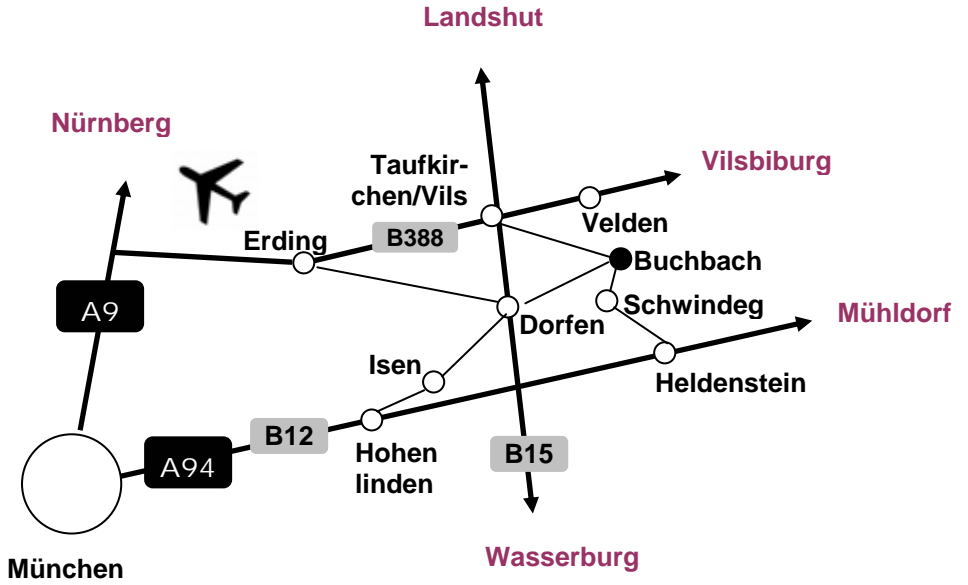 Landshut
Nürnberg
Taufkir-
chen/Vils
Vilsbiburg
Velden
Erding
B388
Buchbach
A9
Schwindeg
Dorfen
Mühldorf
Isen
Heldenstein
B12
A94
Hohen
linden
B15
Wasserburg
München